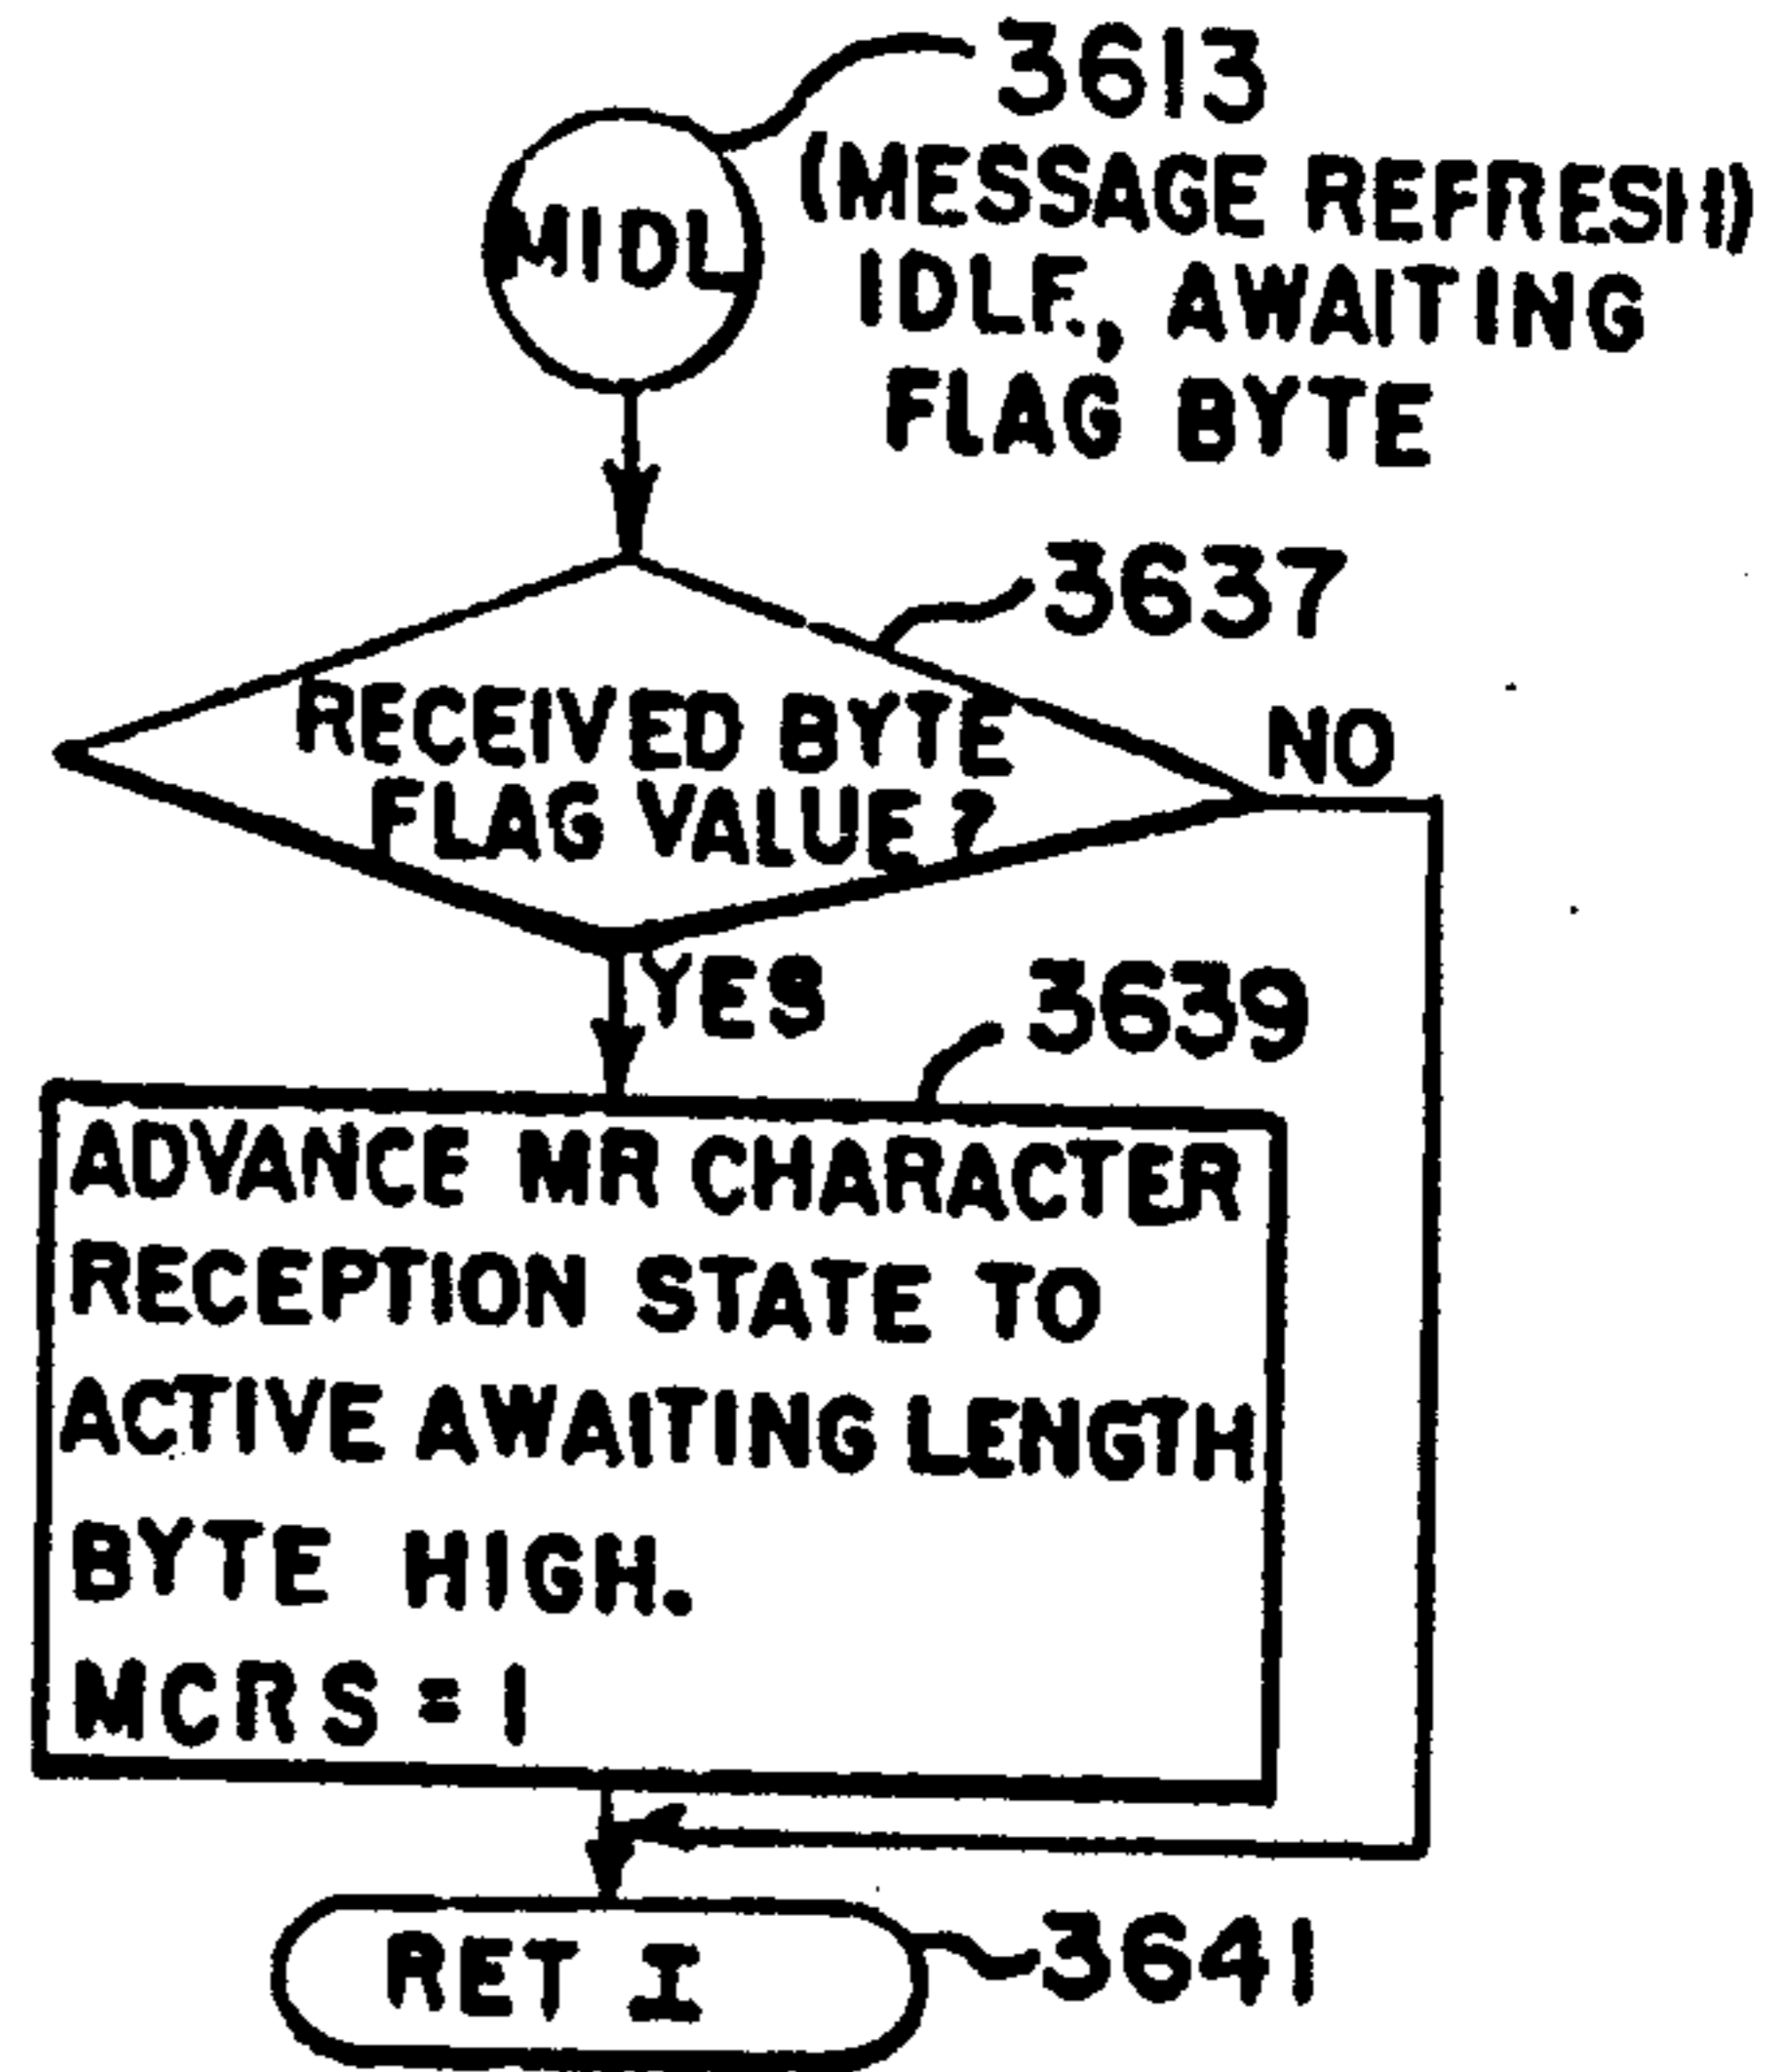 3613
MIDL
(MESSAGE REFRESH)
IDLE, AWAITING
FLAG BYTE
3637
RECEIVED BYTE
FLAG VALUE?
NO
YES
3639
ADVANCE MR CHARACTER
RECEPTION STATE TO
ACTIVE AWAITING LENGTH
BYTE HIGH.
MCRS = 1
RET I
3641